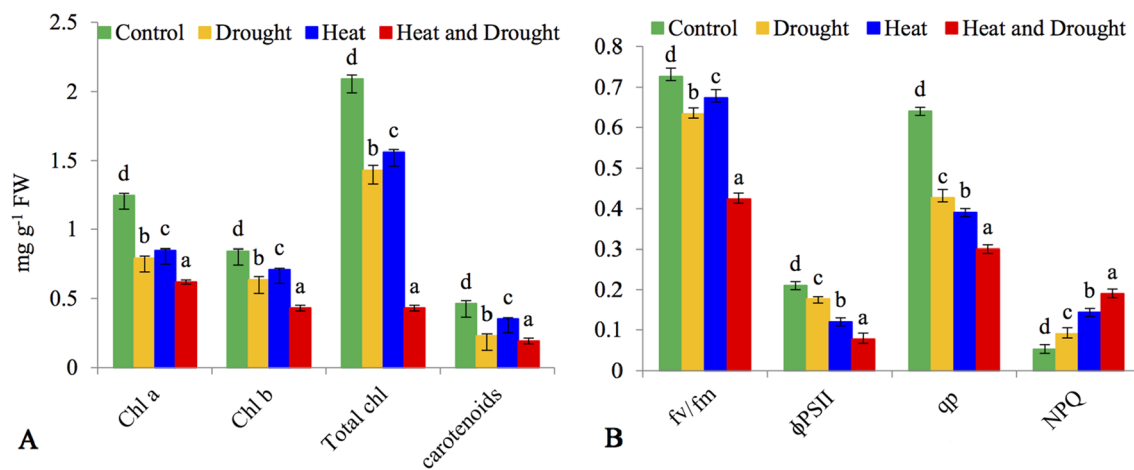 Control Drought Heat Heat and Drought
mg g-1 FW
2.5
2
1.5
1
0.5
0
d b c a
d b c a
d b c a
d b c a
Chl a
Chl b
Total chl
carotenoids
A
Control Drought Heat Heat and Drought
0.8
0.7
0.6
0.5
0.4
0.3
0.2
0.1
0
d b c a
d c b a
d c b a
d c b a
fv/fm
ϕPSII
qp
NPQ
B